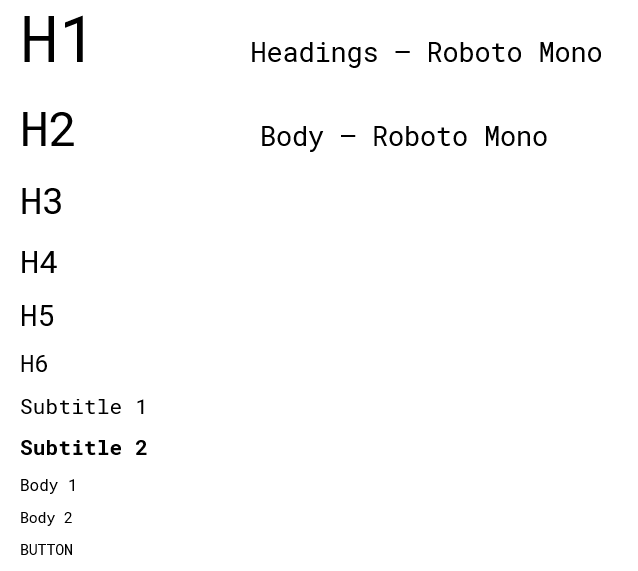 H1
Headings – Roboto Mono
H2
Body – Roboto Mono
H3
H4
H5
H6
Subtitle 1
Subtitle 2
Body 1
Body 2
BUTTON